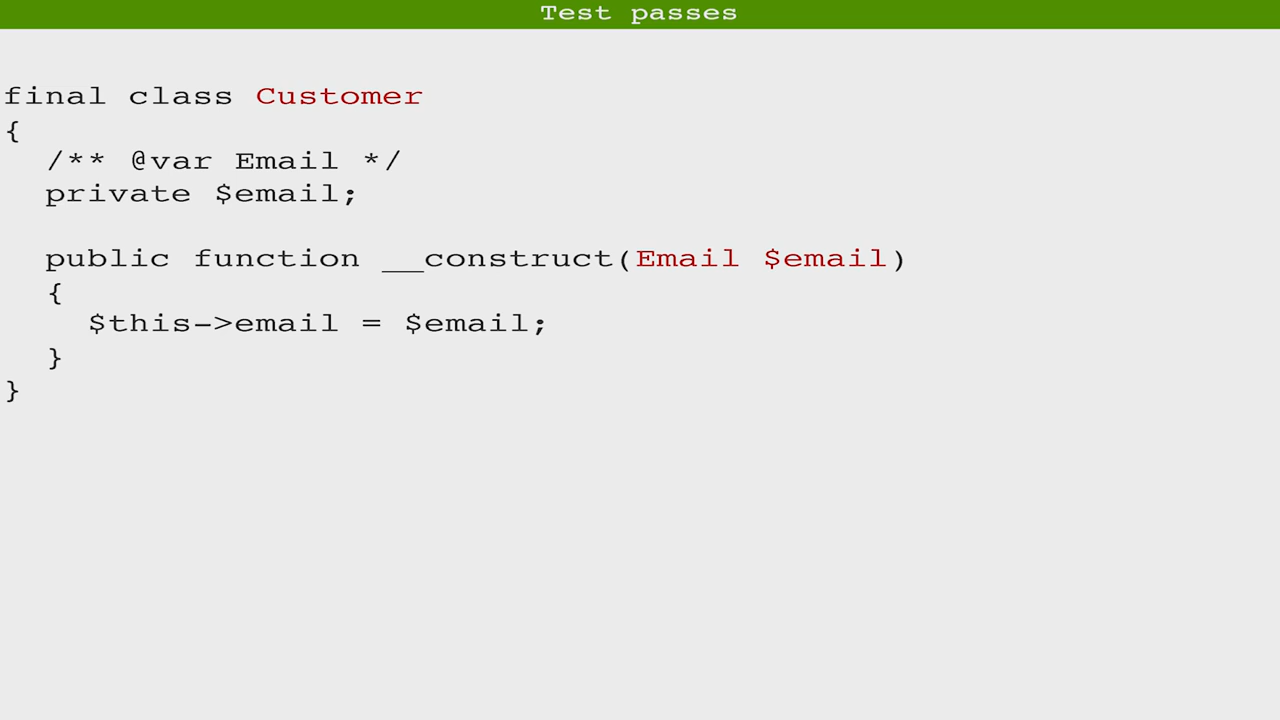 Test passes
final class Customer
{
/** @var Email */
private $email;
public function __construct(Email $email)
{
$this->email = $email;
}
}